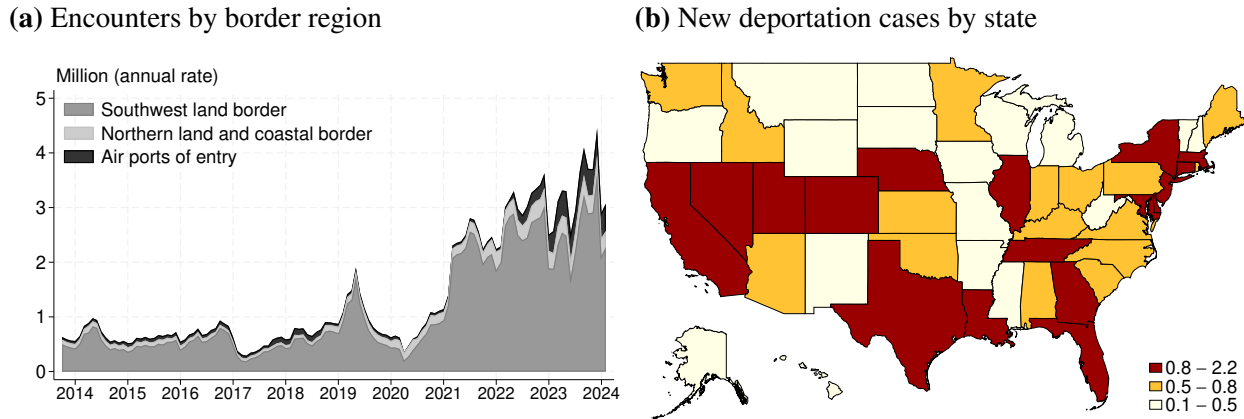 (a) Encounters by border region
Million (annual rate)
5
4
3
2
1
0
Southwest land border
Northern land and coastal border
Air ports of entry
2014 2015 2016 2017 2018 2019 2020 2021 2022 2023 2024
(b) New deportation cases by state
0.8 – 2.2
0.5 – 0.8
0.1 – 0.5